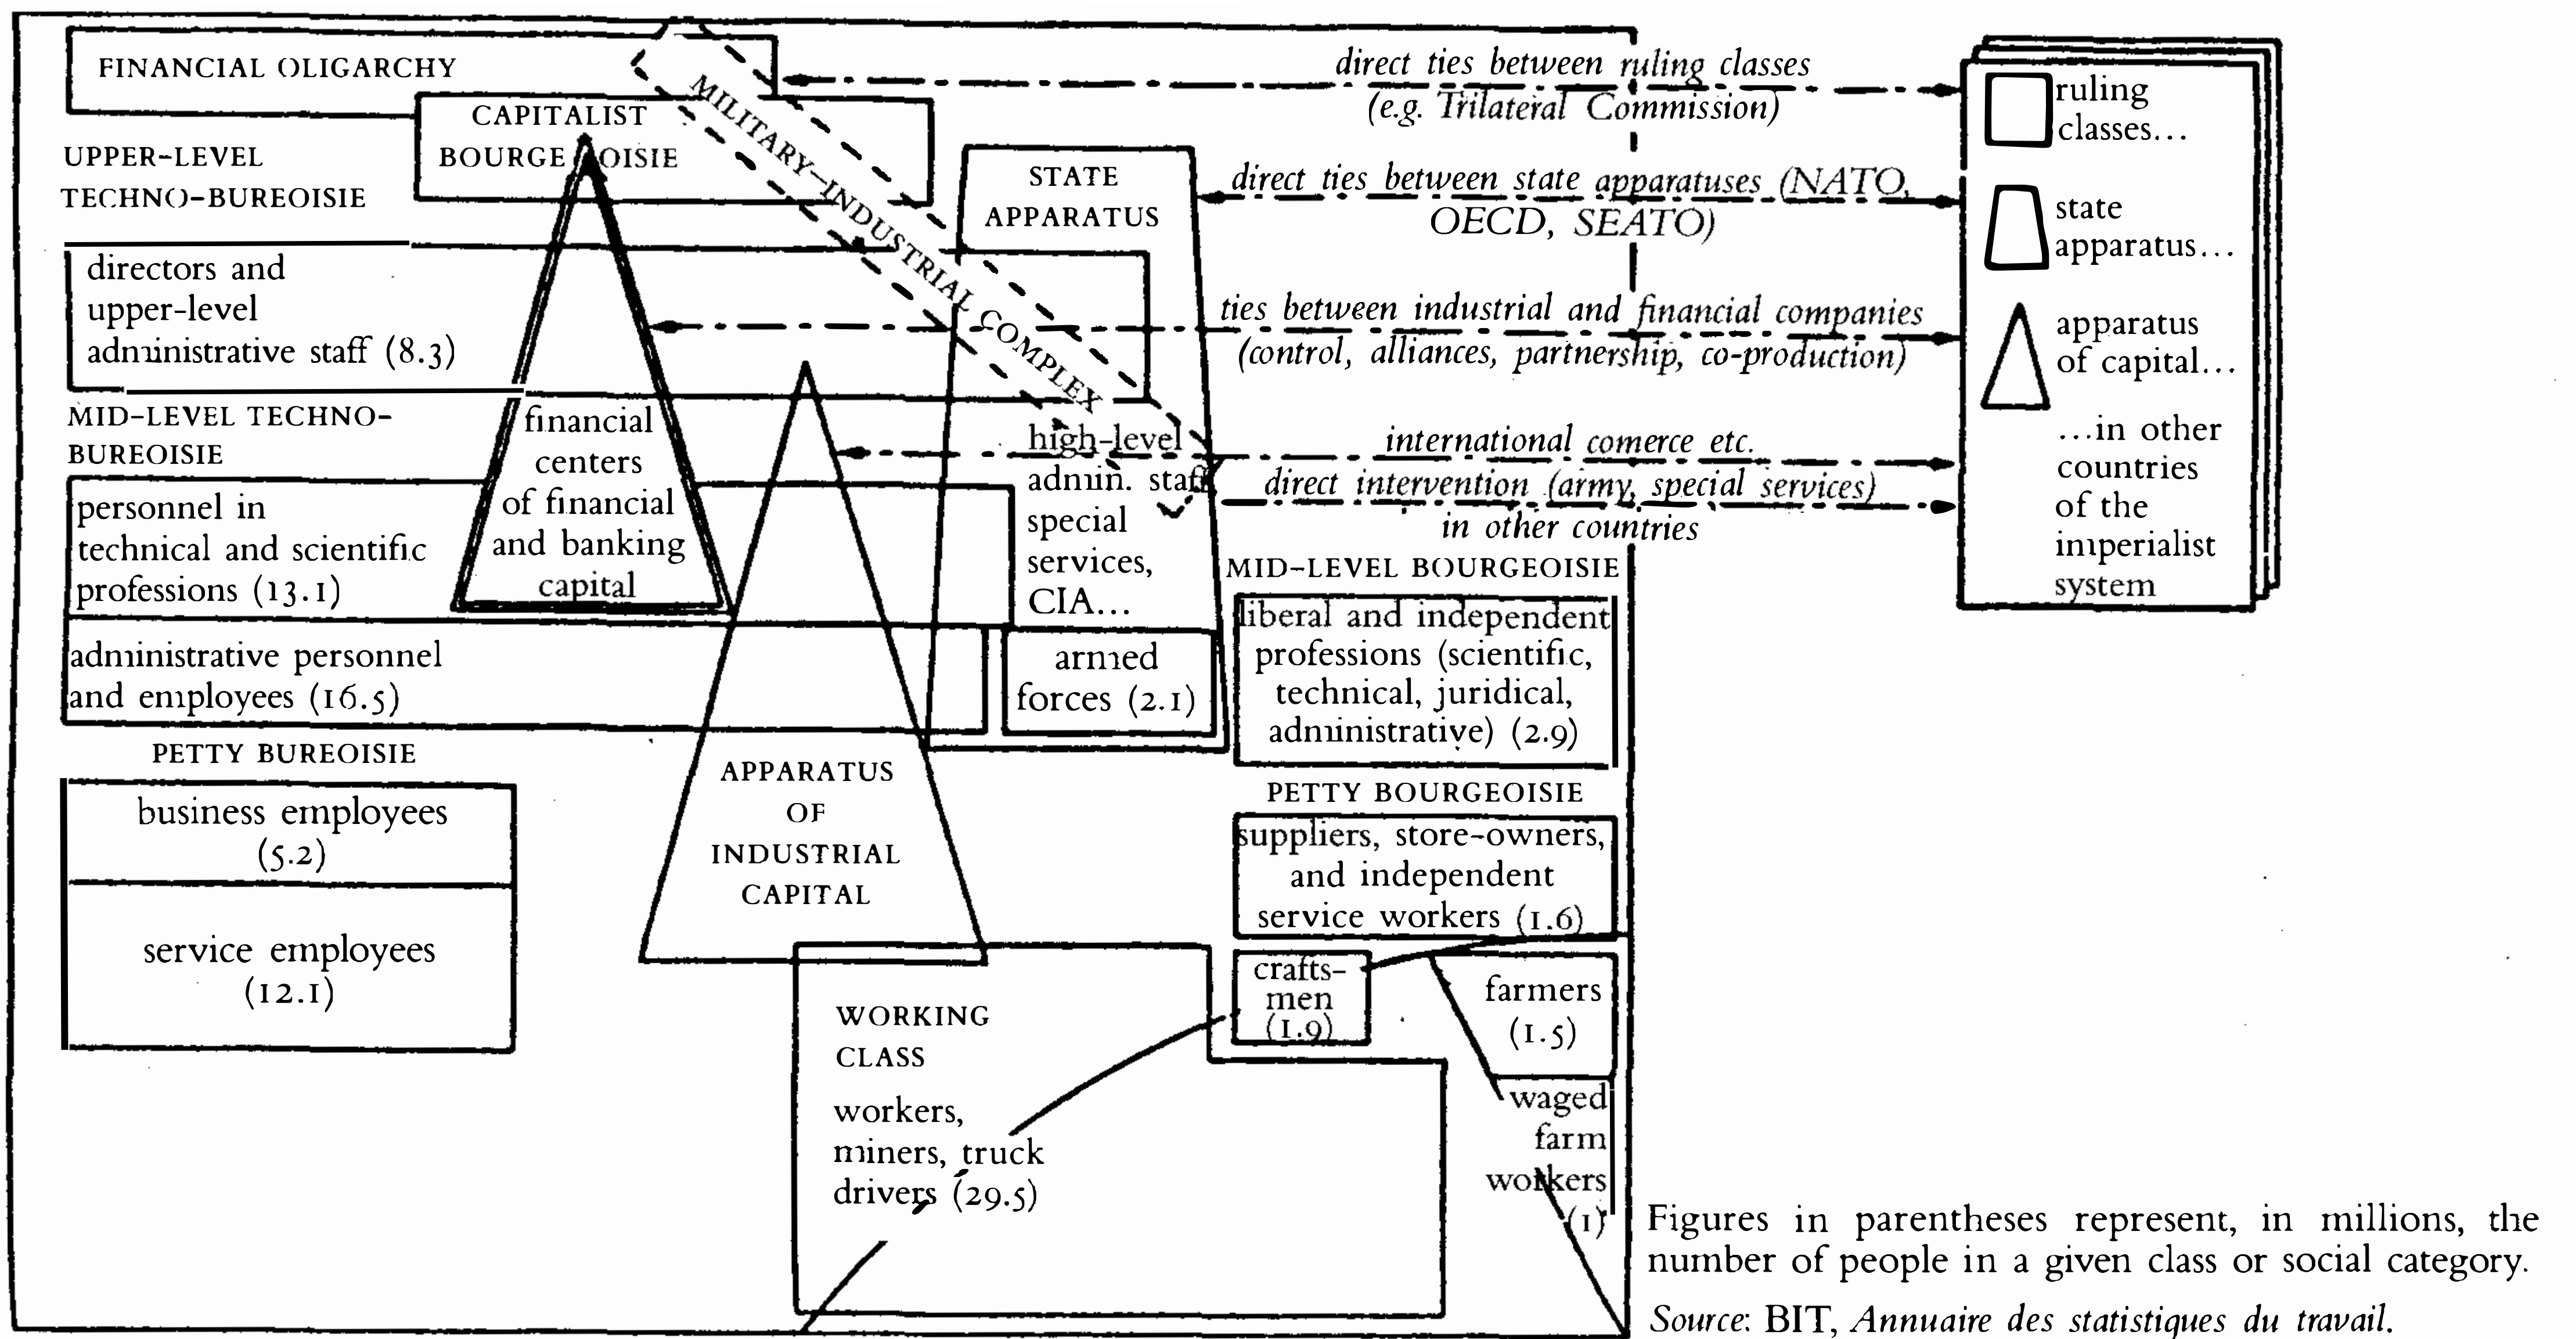 FINANCIAL OLIGARCHY
CAPITALIST
BOURGEOISIE
MILITARY-INDUSTRIAL COMPLEX
UPPER-LEVEL
TECHNO-BUREOISIE
STATE
APPARATUS
directors and
upper-level
administrative staff (8.3)
MID-LEVEL TECHNO-
BUREOISIE
financial
centers
of financial
and banking
capital
personnel in
technical and scientific
professions (13.1)
high-level
admin. staff
special
services,
CIA...
administrative personnel
and employees (16.5)
armed
forces (2.1)
PETTY BUREOISIE
business employees
(5.2)
service employees
(12.1)
APPARATUS
OF
INDUSTRIAL
CAPITAL
WORKING
CLASS
workers,
miners, truck
drivers (29.5)
direct ties between ruling classes
(e.g. Trilateral Commission)
direct ties between state apparatuses (NATO,
OECD, SEATO)
ties between industrial and financial companies
(control, alliances, partnership, co-production)
international comerce etc.
direct intervention (army, special services)
in other countries
MID-LEVEL BOURGEOISIE
liberal and independent
professions (scientific,
technical, juridical,
administrative) (2.9)
PETTY BOURGEOISIE
suppliers, store-owners,
and independent
service workers (1.6)
crafts-
men
(1.9)
farmers
(1.5)
waged
farm
workers
(1)
ruling
classes...
state
apparatus...
apparatus
of capital...
...in other
countries
of the
imperialist
system
Figures in parentheses represent, in millions, the
number of people in a given class or social category.
Source: BIT, Annuaire des statistiques du travail.